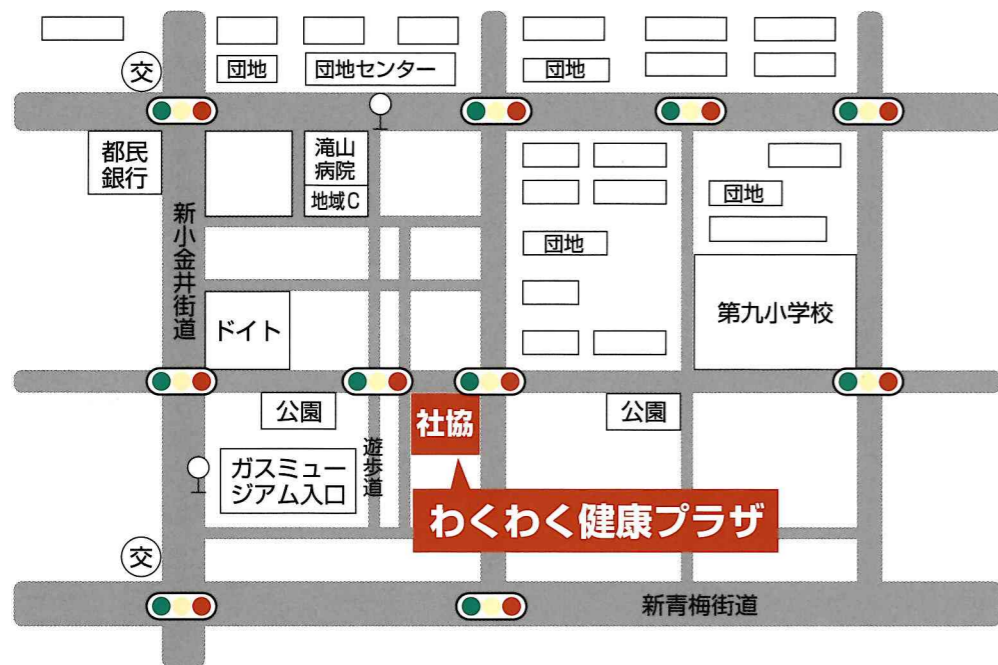 交
団地
団地センター
団地
都民
銀行
滝山
病院
地域C
団地
団地
新小金井街道
ドイト
第九小学校
公園
社協
公園
遊歩道
ガスミュー
ジアム入口
わくわく健康プラザ
交
新青梅街道